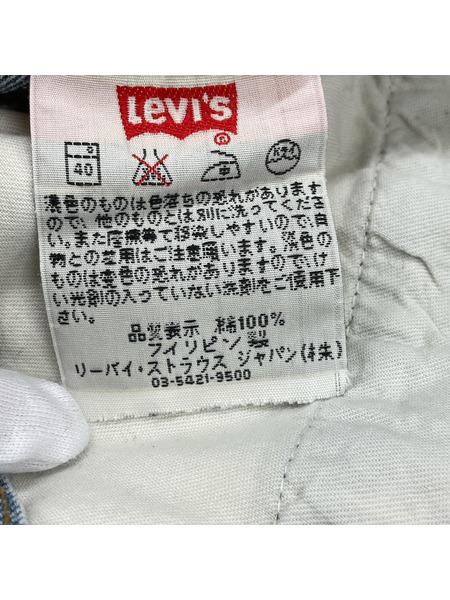 Levi's
®
40
濃色のものは色落ちの恐れがあります
ので、他のものとは別に洗ってくださ
い。また摩擦等で移染しやすいので白い
物との着用はご注意願います。淡色の
ものは変色の恐れがありますのでけ
い光剤の入っていない洗剤をご使用下
さい。
品質表示 綿100%
フィリピン製
リーバイ・ストラウス ジャパン(株)
03-5421-9500